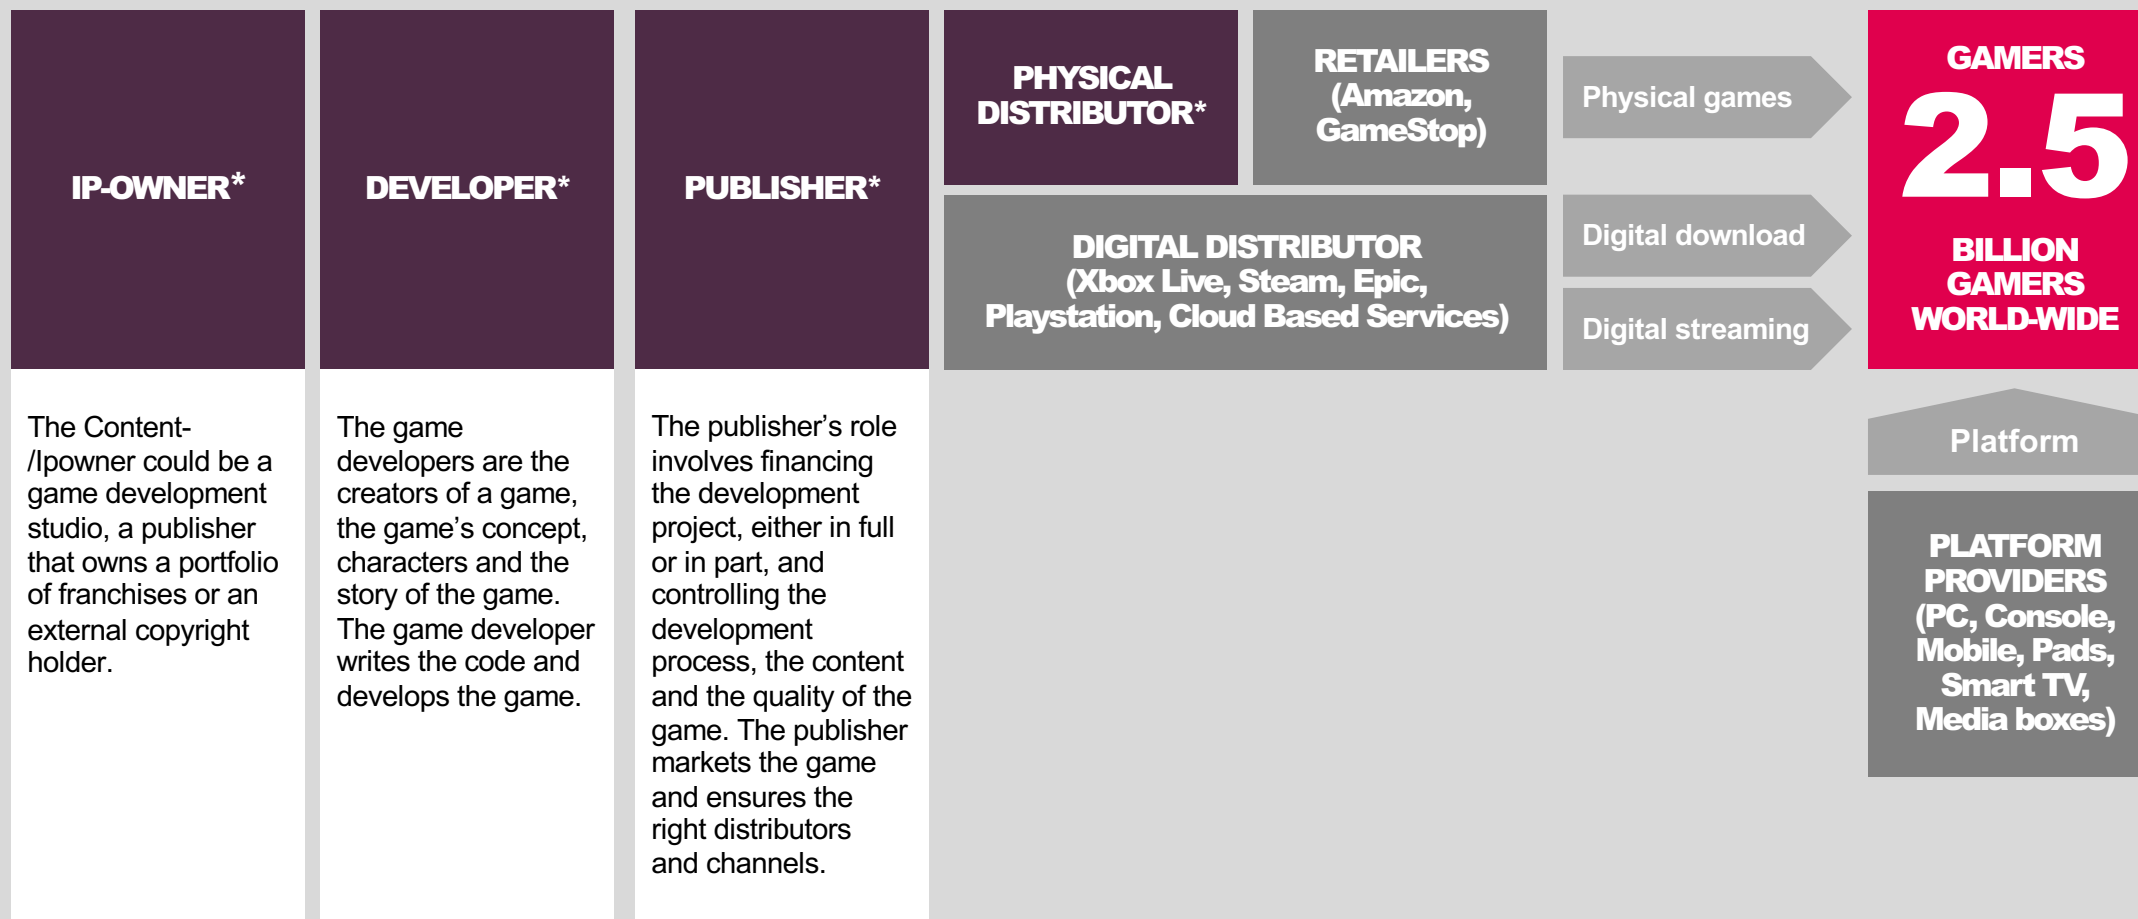 IP-OWNER*
The Content-
/Ipowner could be a
game development
studio, a publisher
that owns a portfolio
of franchises or an
external copyright
holder.
DEVELOPER*
The game
developers are the
creators of a game,
the game’s concept,
characters and the
story of the game.
The game developer
writes the code and
develops the game.
PUBLISHER*
The publisher’s role
involves financing
the development
project, either in full
or in part, and
controlling the
development
process, the content
and the quality of the
game. The publisher
markets the game
and ensures the
right distributors
and channels.
PHYSICAL
DISTRIBUTOR*
RETAILERS
(Amazon,
GameStop)
DIGITAL DISTRIBUTOR
(Xbox Live, Steam, Epic,
Playstation, Cloud Based Services)
Physical games
Digital download
Digital streaming
GAMERS
2.5
BILLION
GAMERS
WORLD-WIDE
Platform
PLATFORM
PROVIDERS
(PC, Console,
Mobile, Pads,
Smart TV,
Media boxes)